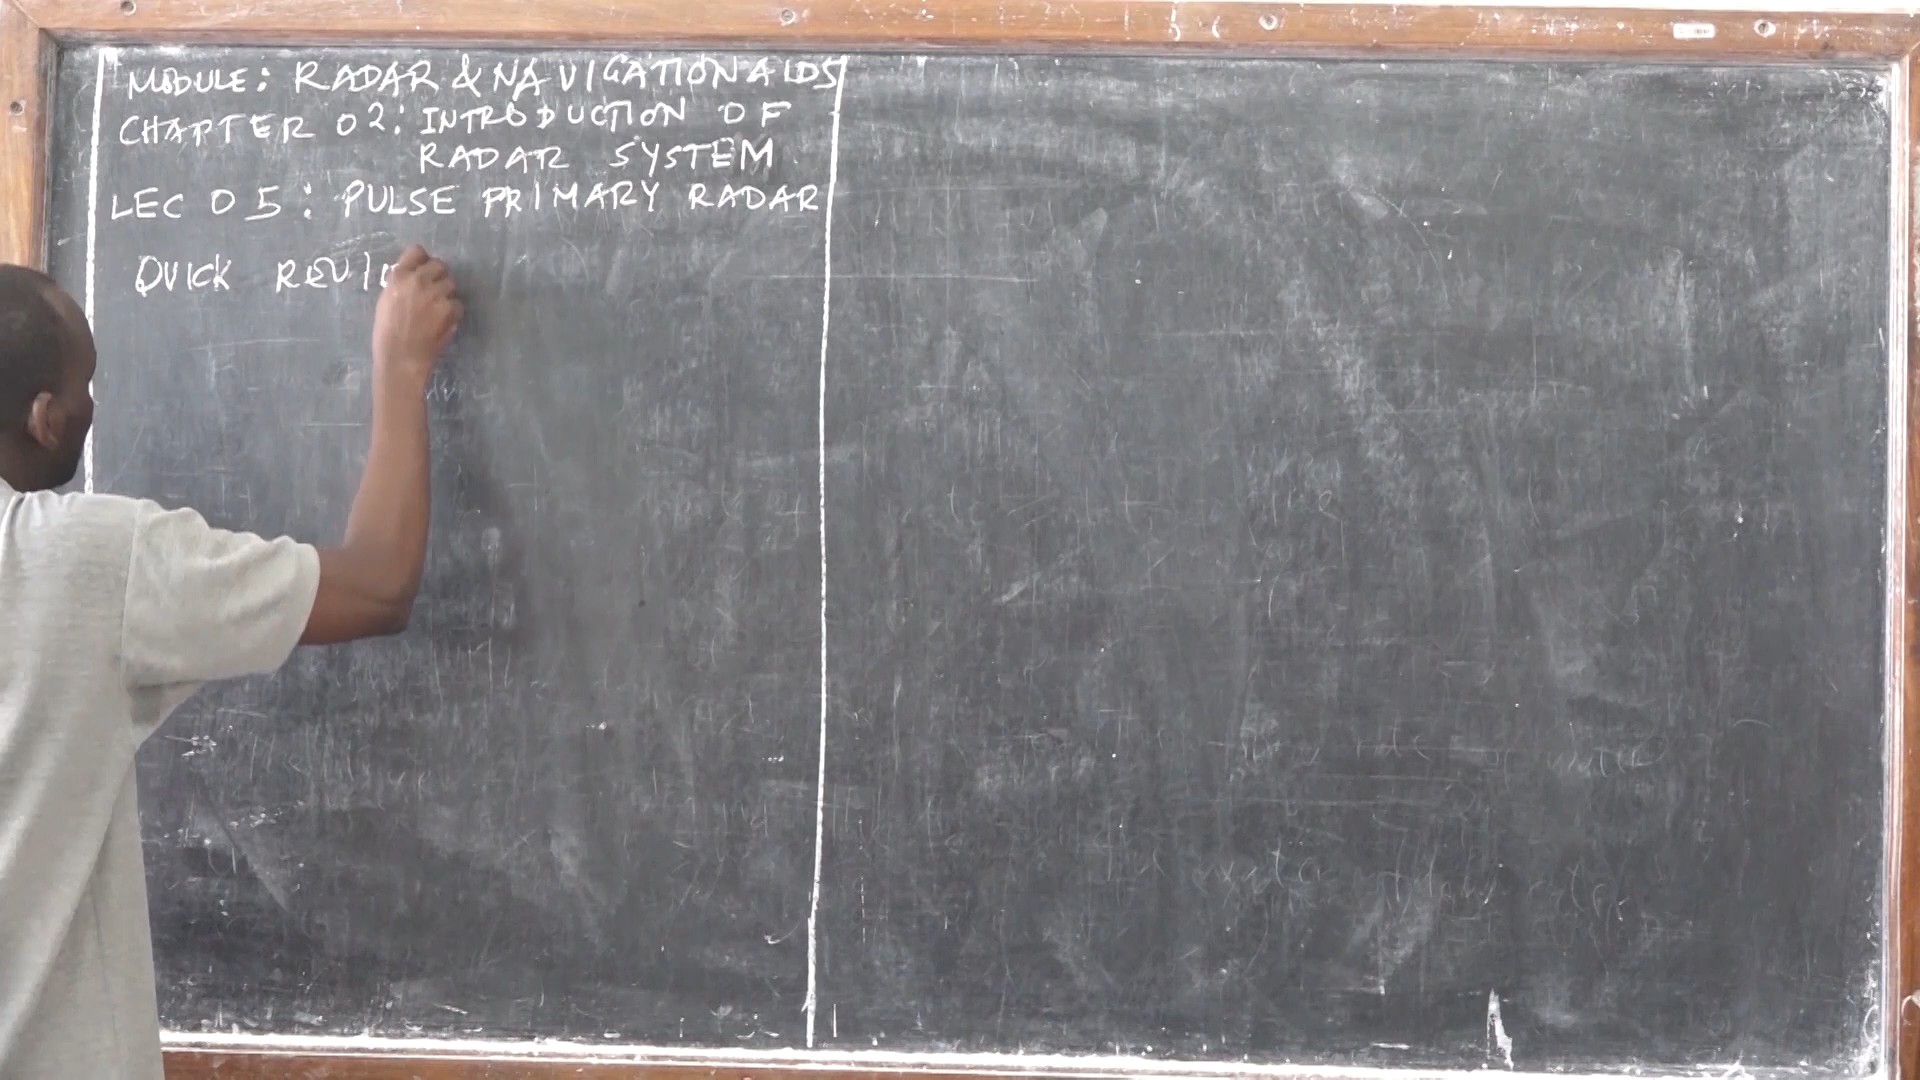 MODULE: RADAR & NAVIGATION AIDS
CHAPTER 02: INTRODUCTION OF
RADAR SYSTEM
LEC 05: PULSE PRIMARY RADAR
QUICK